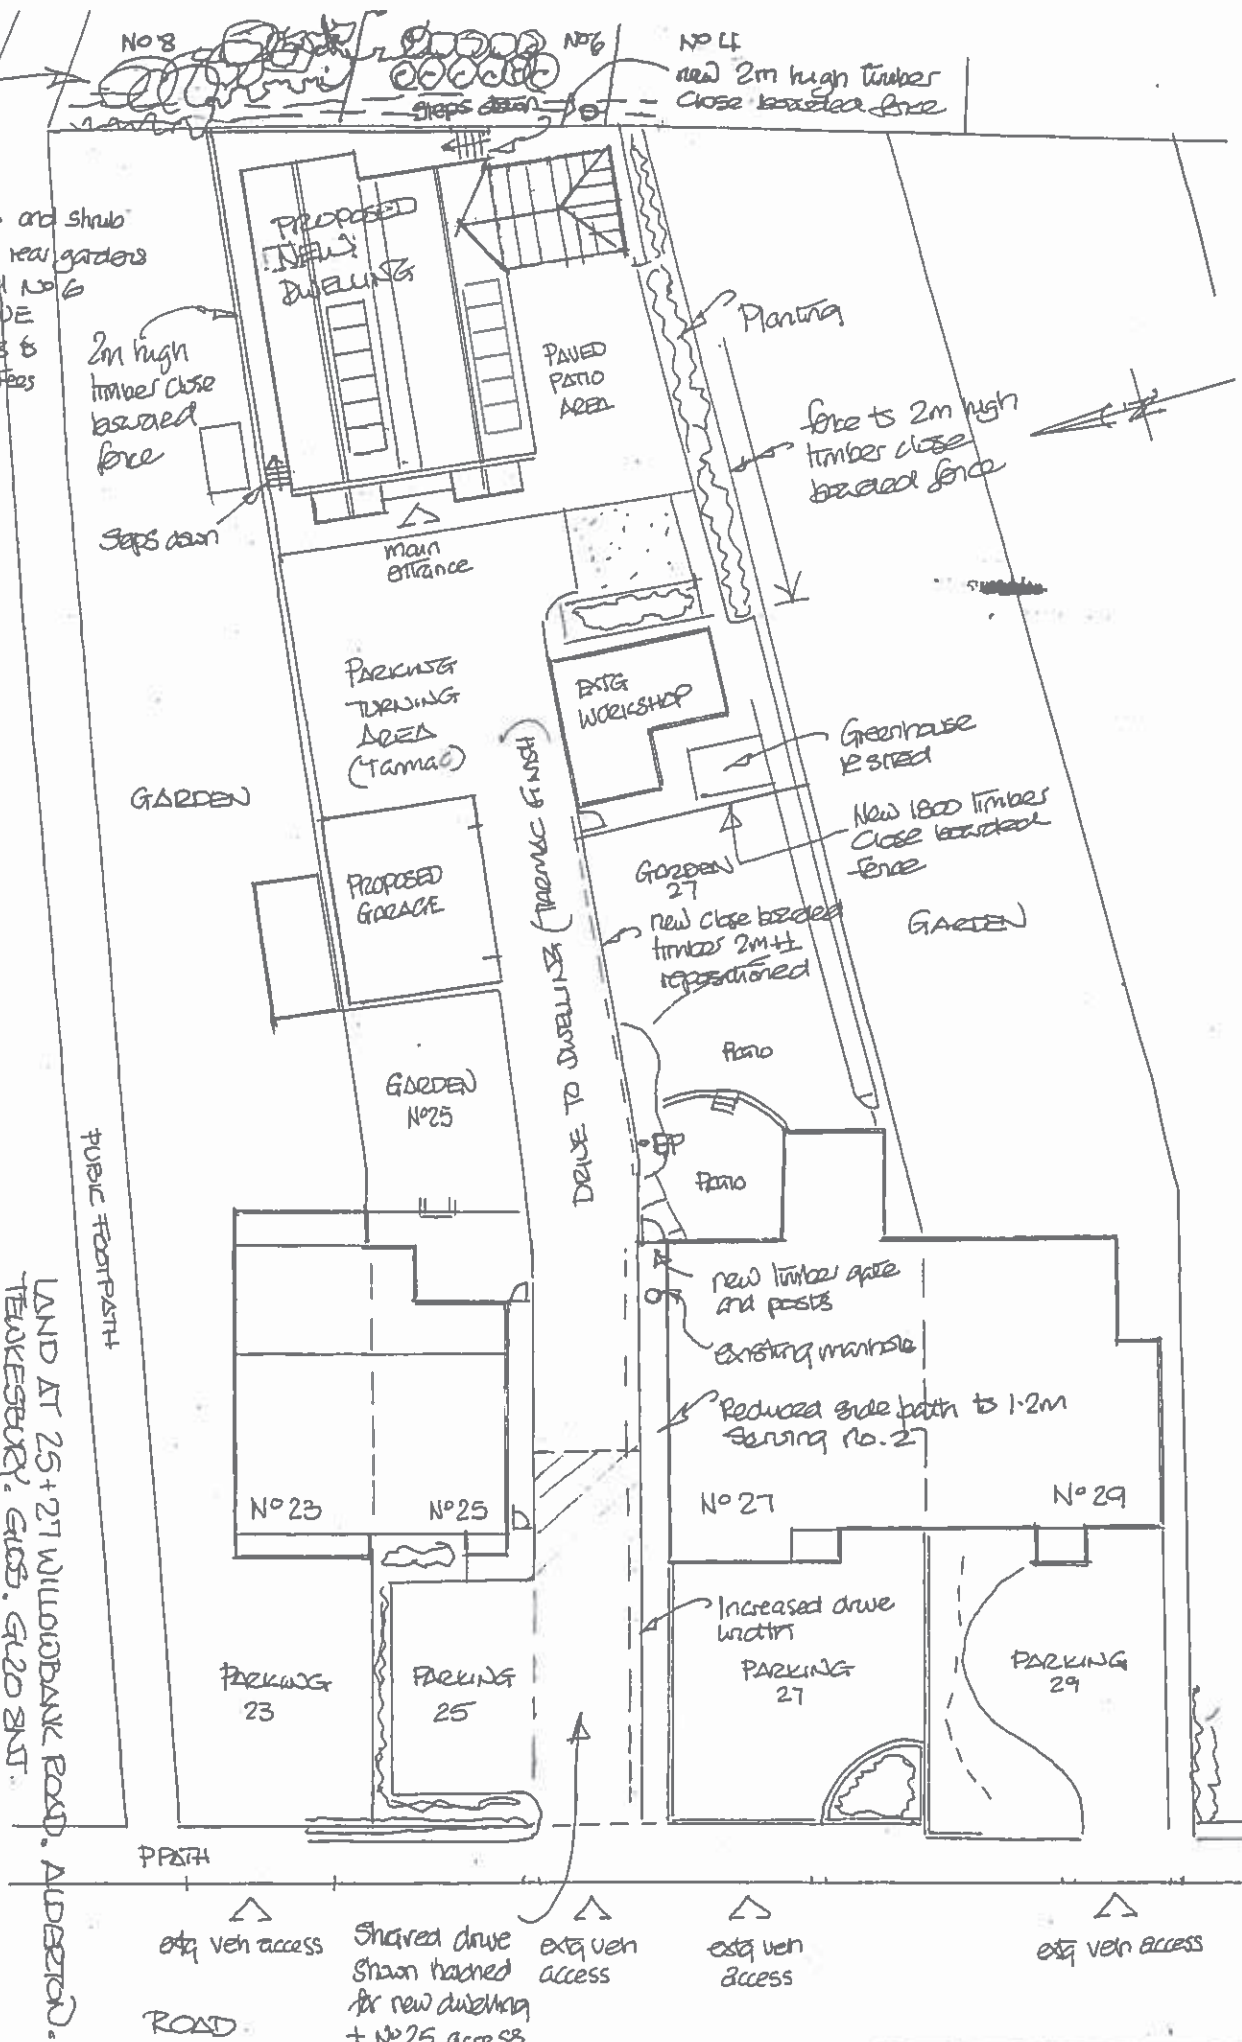 No 8
No 6
No 4
new 2m high timber
close boarded fence
steps down
and shrub
rear gardens
No 6
PROPOSED
NEW
DWELLING
2m high
timber close
boarded
fence
PAVED
PATIO
AREA
Planting
fence to 2m high
timber close
boarded fence
Steps down
main
entrance
PARKING
TURNING
AREA
(Tarmac)
EXTG
WORKSHOP
Greenhouse
resited
GARDEN
New 1800 timber
close boarded
fence
PROPOSED
GARAGE
GARDEN
27
new close boarded
timber 2m H
repositioned
GARDEN
DRIVE TO DWELLING (TARMAC FINISH
Patio
GARDEN
No 25
EP
Patio
PUBLIC FOOTPATH
new timber gate
and posts
existing manhole
Reduced side path to 1.2m
serving no. 27
No 23
No 25
No 27
No 29
Increased drive
width
PARKING
23
PARKING
25
PARKING
27
PARKING
29
LAND AT 25+27 WILLOWBANK ROAD. ALDERTON.
TEWKESBURY. GLOS. GL20 8NT.
PPATH
extg veh access
Shared drive
shown hatched
for new dwelling
+ No 25 access
extg veh
access
extg veh
access
extg veh access
ROAD